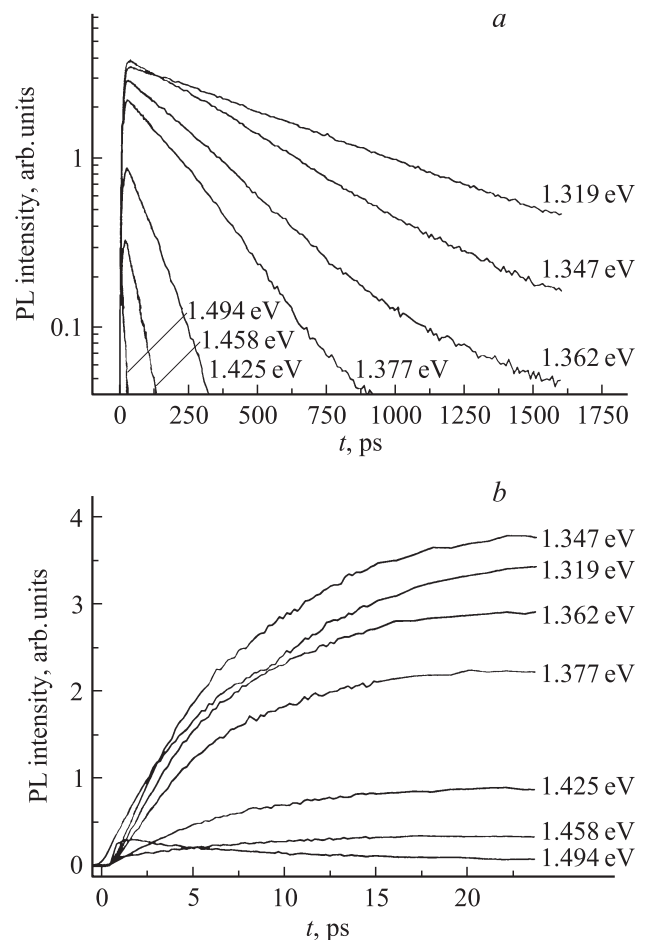 a
PL intensity, arb. units
1
0.1
1.319 eV
1.347 eV
1.362 eV
1.494 eV
1.458 eV
1.425 eV
1.377 eV
0 250 500 750 1000 1250 1500 1750
t, ps
b
PL intensity, arb. units
4
3
2
1
0
1.347 eV
1.319 eV
1.362 eV
1.377 eV
1.425 eV
1.458 eV
1.494 eV
0 5 10 15 20
t, ps